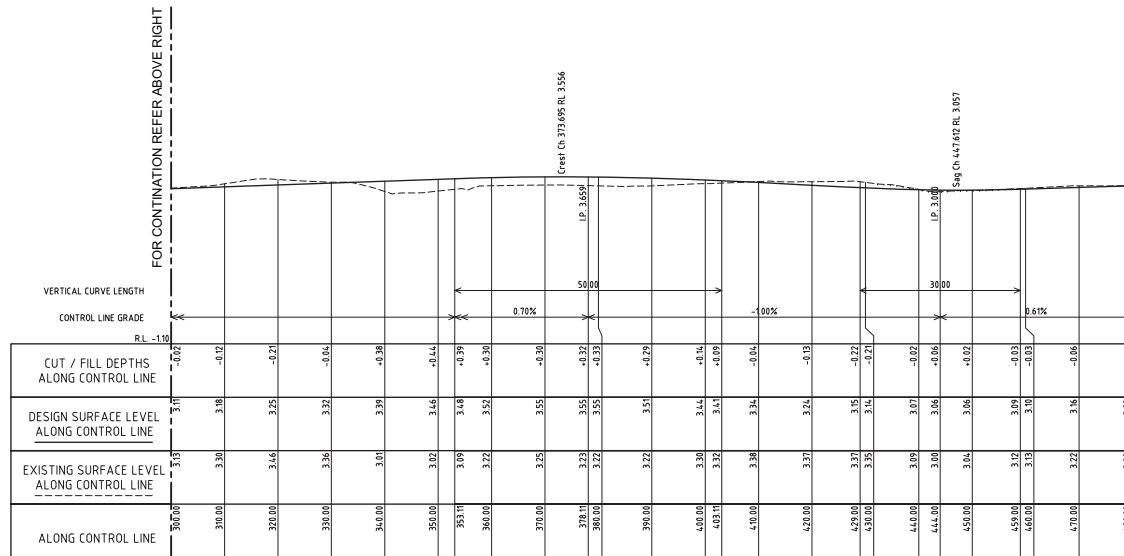 FOR CONTINATION REFER ABOVE RIGHT
Crest Ch 373.695 RL 3.556
I.P. 3.659
Sag Ch 447.612 RL 3.057
I.P. 3.000
VERTICAL CURVE LENGTH 50.00 30.00
CONTROL LINE GRADE 0.70% -1.00% 0.61%
R.L. -1.10
CUT / FILL DEPTHS
ALONG CONTROL LINE
-0.02 -0.12 -0.21 -0.04 +0.38 +0.44 +0.39 +0.30 +0.30 +0.32 +0.33 +0.29 +0.14 +0.09 -0.04 -0.13 -0.22 -0.21 -0.02 +0.06 +0.02 -0.03 -0.03 -0.06
DESIGN SURFACE LEVEL
ALONG CONTROL LINE
3.11 3.18 3.25 3.32 3.39 3.46 3.48 3.52 3.55 3.55 3.55 3.51 3.44 3.41 3.34 3.24 3.15 3.14 3.07 3.06 3.06 3.09 3.10 3.16
EXISTING SURFACE LEVEL
ALONG CONTROL LINE
3.13 3.30 3.46 3.36 3.01 3.02 3.09 3.22 3.25 3.23 3.22 3.22 3.30 3.32 3.38 3.37 3.37 3.35 3.09 3.00 3.04 3.12 3.13 3.22
ALONG CONTROL LINE
300.00 310.00 320.00 330.00 340.00 350.00 353.11 360.00 370.00 378.11 380.00 390.00 400.00 403.11 410.00 420.00 429.00 430.00 440.00 444.00 450.00 459.00 460.00 470.00